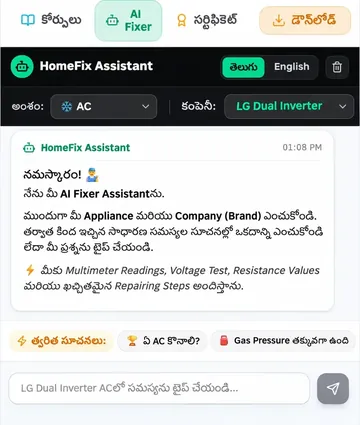 కోర్సులు
AI Fixer
సర్టిఫికెట్
డౌన్‌లోడ్
HomeFix Assistant
తెలుగు English
అంశం: AC కంపెనీ: LG Dual Inverter
HomeFix Assistant 01:08 PM
నమస్కారం!
నేను మీ AI Fixer Assistantను.
ముందుగా మీ Appliance మరియు Company (Brand) ఎంచుకోండి.
తర్వాత కింద ఇచ్చిన సాధారణ సమస్యల సూచనల్లో ఒకదాన్ని ఎంచుకోండి
లేదా మీ ప్రశ్నను టైప్ చేయండి.
⚡ మీకు Multimeter Readings, Voltage Test, Resistance Values
మరియు ఖచ్చితమైన Repairing Steps అందిస్తాను.
త్వరిత సూచనలు: ఏ AC కొనాలి? Gas Pressure తక్కువగా ఉంది
LG Dual Inverter ACలో సమస్యను టైప్ చేయండి...